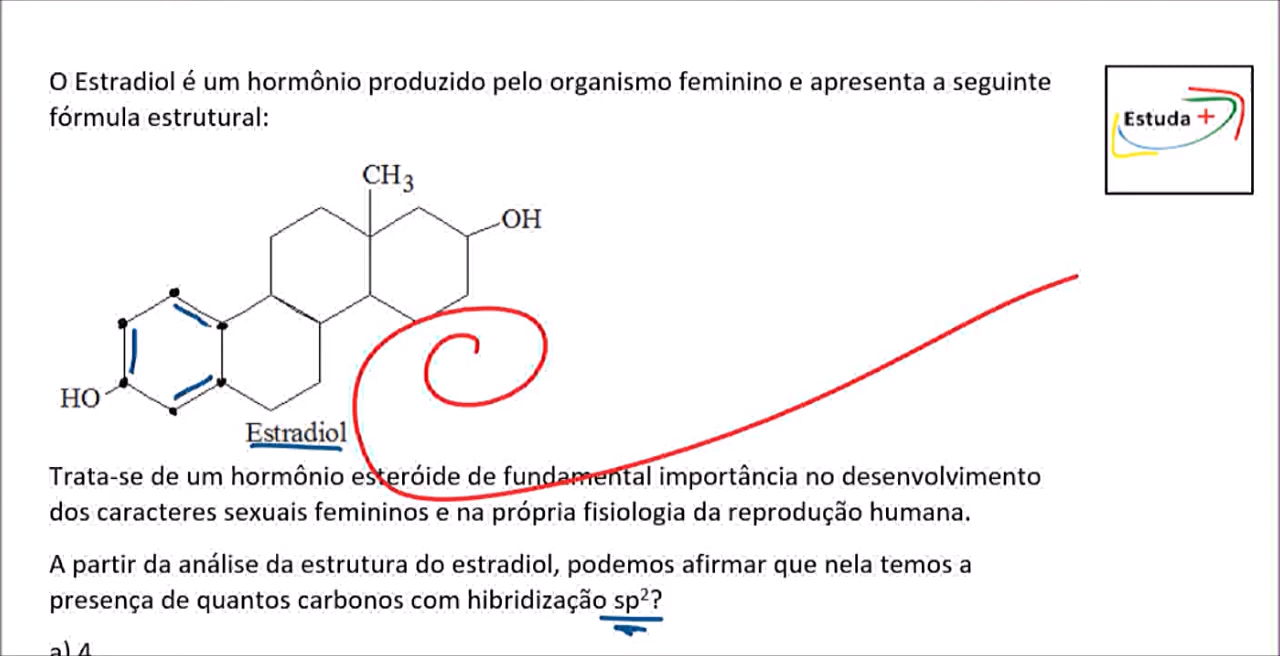 O Estradiol é um hormônio produzido pelo organismo feminino e apresenta a seguinte
fórmula estrutural:
Estuda +
CH3
OH
HO
Estradiol
Trata-se de um hormônio esteróide de fundamental importância no desenvolvimento
dos caracteres sexuais femininos e na própria fisiologia da reprodução humana.
A partir da análise da estrutura do estradiol, podemos afirmar que nela temos a
presença de quantos carbonos com hibridização sp²?
a) 4